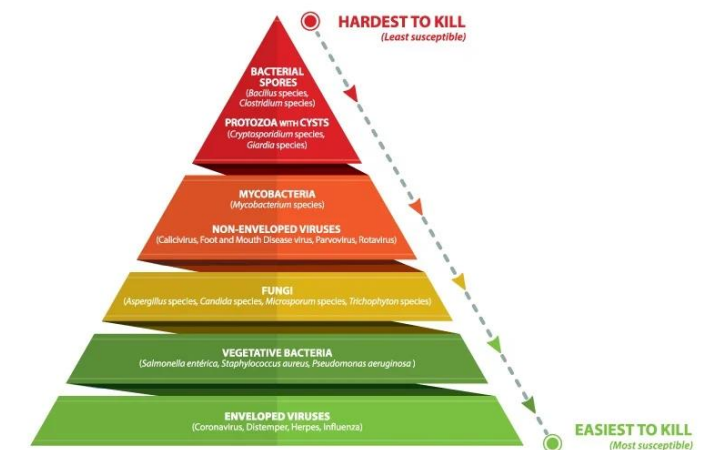 HARDEST TO KILL
(Least susceptible)
BACTERIAL
SPORES
(Bacillus species,
Clostridium species)
PROTOZOA WITH CYSTS
(Cryptosporidium species,
Giardia species)
MYCOBACTERIA
(Mycobacterium species)
NON-ENVELOPED VIRUSES
(Calicivirus, Foot and Mouth Disease virus, Parvovirus, Rotavirus)
FUNGI
(Aspergillus species, Candida species, Microsporum species, Trichophyton species)
VEGETATIVE BACTERIA
(Salmonella entérica, Staphylococcus aureus, Pseudomonas aeruginosa )
ENVELOPED VIRUSES
(Coronavirus, Distemper, Herpes, Influenza)
EASIEST TO KILL
(Most susceptible)